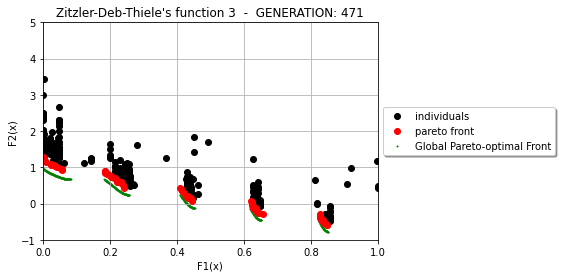 Zitzler-Deb-Thiele's function 3 - GENERATION: 471
5
4
3
2
1
0
−1
F2(x)
0.0 0.2 0.4 0.6 0.8 1.0
F1(x)
individuals
pareto front
Global Pareto-optimal Front